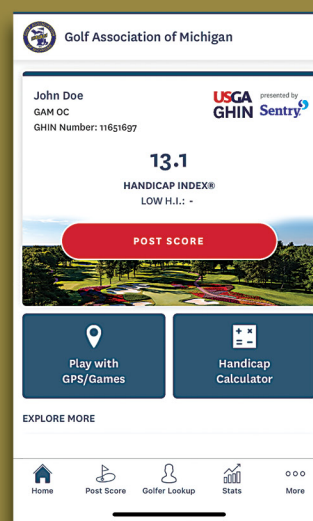 Golf Association of Michigan
John Doe
GAM OC
GHIN Number: 11651697
USGA
GHIN
presented by
Sentry
13.1
HANDICAP INDEX®
LOW H.I.: -
POST SCORE
Play with
GPS/Games
Handicap
Calculator
EXPLORE MORE
Home
Post Score
Golfer Lookup
Stats
More